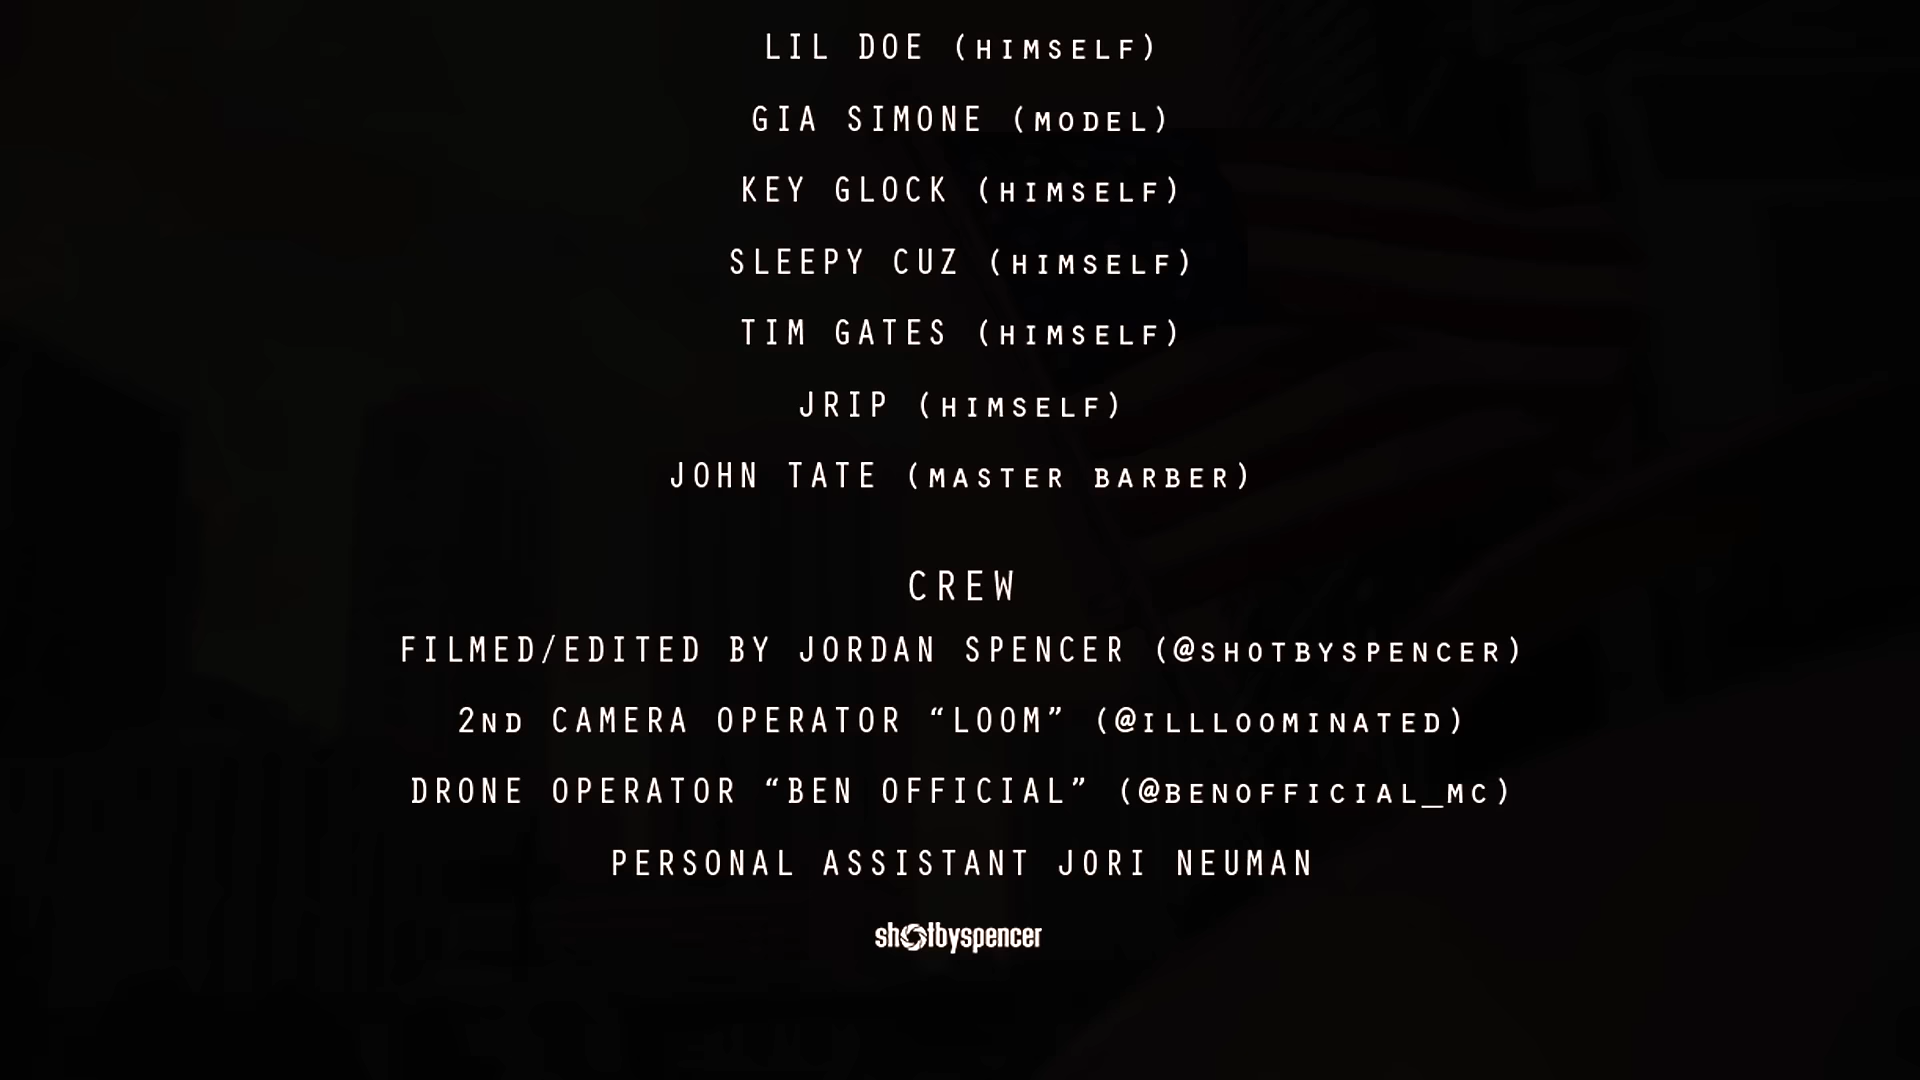 LIL DOE (HIMSELF)
GIA SIMONE (MODEL)
KEY GLOCK (HIMSELF)
SLEEPY CUZ (HIMSELF)
TIM GATES (HIMSELF)
JRIP (HIMSELF)
JOHN TATE (MASTER BARBER)
CREW
FILMED/EDITED BY JORDAN SPENCER (@SHOTBYSPENCER)
2ND CAMERA OPERATOR “LOOM” (@ILLLOOMINATED)
DRONE OPERATOR “BEN OFFICIAL” (@BENOFFICIAL_MC)
PERSONAL ASSISTANT JORI NEUMAN
shotbyspencer